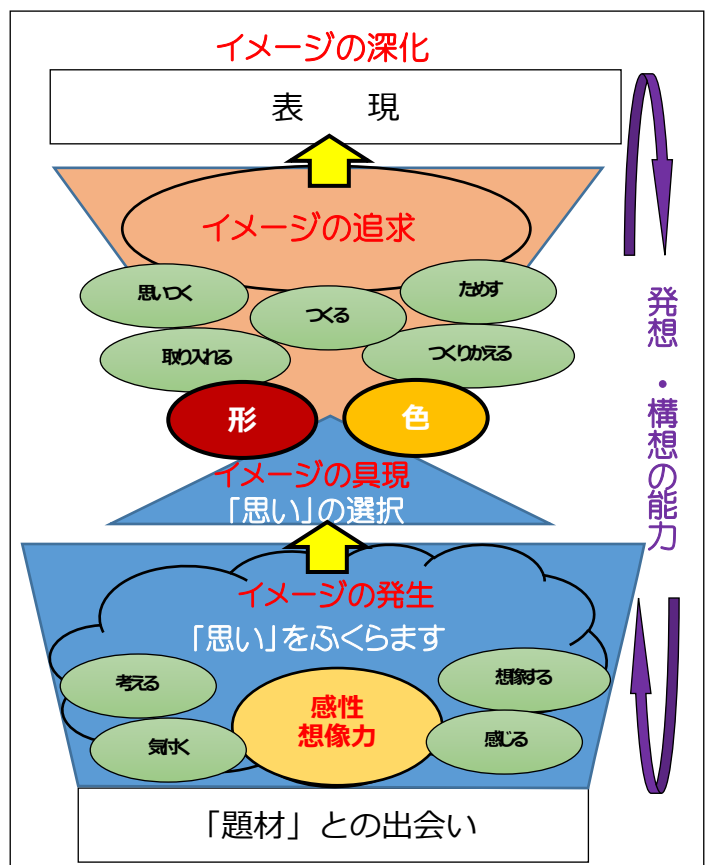 イメージの深化
表　現
イメージの追求
思いつく
ためす
つくる
取り入れる
つくりかえる
形
色
イメージの具現
「思い」の選択
発想・構想の能力
イメージの発生
「思い」をふくらます
考える
想像する
感性
想像力
気付く
感じる
「題材」との出会い